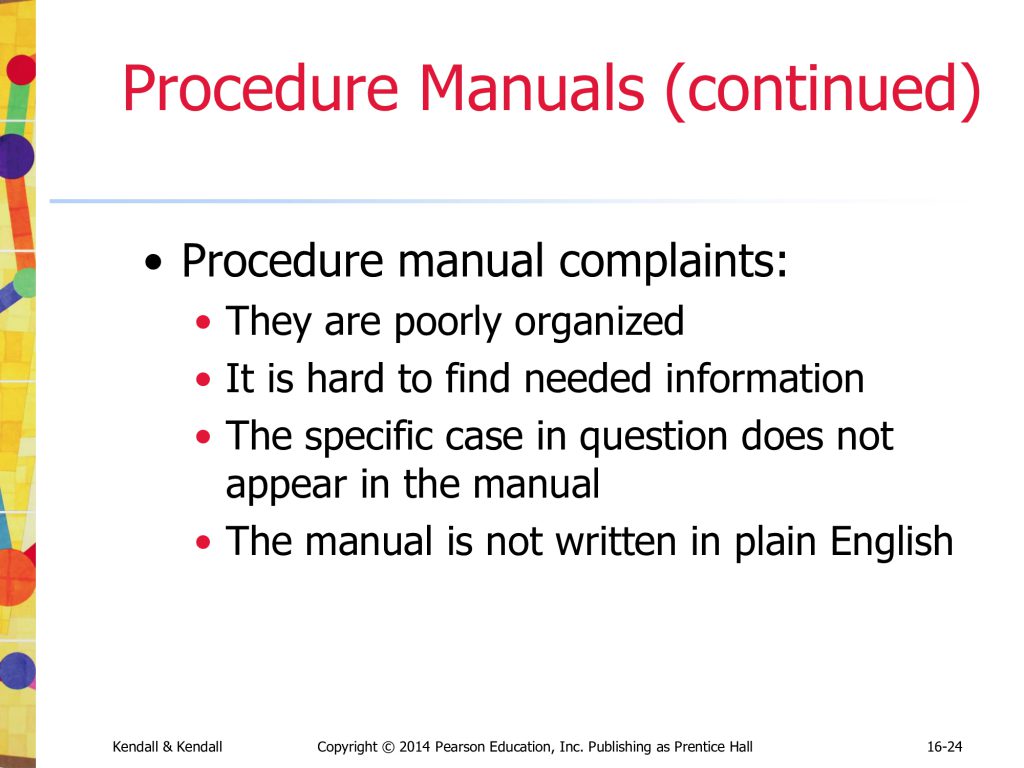 Procedure Manuals (continued)
• Procedure manual complaints:
• They are poorly organized
• It is hard to find needed information
• The specific case in question does not
appear in the manual
• The manual is not written in plain English
Kendall & Kendall
Copyright © 2014 Pearson Education, Inc. Publishing as Prentice Hall
16-24